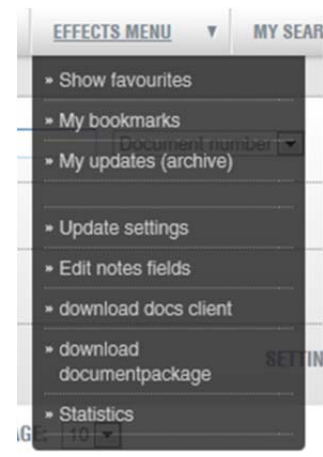 EFFECTS MENU ▼ MY SEAR
» Show favourites
» My bookmarks
Document number
» My updates (archive)
» Update settings
» Edit notes fields
» download docs client
» download
documentpackage
SETTIN
» Statistics
AGE: 10